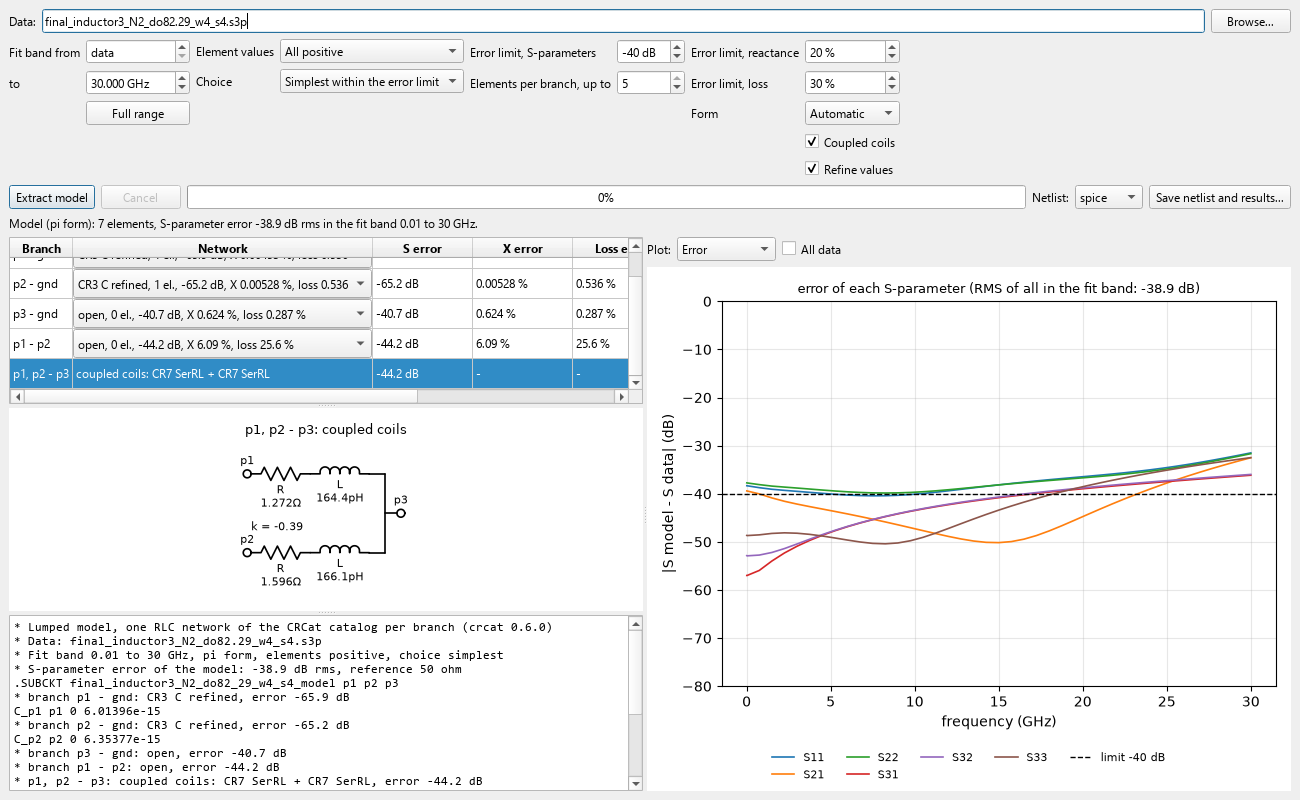 Data: final_inductor3_N2_do82.29_w4_s4.s3p Browse...
Fit band from data Element values All positive Error limit, S-parameters -40 dB Error limit, reactance 20 %
to 30.000 GHz Choice Simplest within the error limit Elements per branch, up to 5 Error limit, loss 30 %
Full range Form Automatic
Coupled coils
Refine values
Extract model Cancel 0% Netlist: spice Save netlist and results...
Model (pi form): 7 elements, S-parameter error -38.9 dB rms in the fit band 0.01 to 30 GHz.
Branch Network S error X error Loss e
p2 - gnd CR3 C refined, 1 el., -65.2 dB, X 0.00528 %, loss 0.536 -65.2 dB 0.00528 % 0.536 %
p3 - gnd open, 0 el., -40.7 dB, X 0.624 %, loss 0.287 % -40.7 dB 0.624 % 0.287 %
p1 - p2 open, 0 el., -44.2 dB, X 6.09 %, loss 25.6 % -44.2 dB 6.09 % 25.6 %
p1, p2 - p3 coupled coils: CR7 SerRL + CR7 SerRL -44.2 dB - -
p1, p2 - p3: coupled coils
p1
R
1.272Ω
L
164.4pH
p3
k = -0.39
p2
R
1.596Ω
L
166.1pH
* Lumped model, one RLC network of the CRCat catalog per branch (crcat 0.6.0)
* Data: final_inductor3_N2_do82.29_w4_s4.s3p
* Fit band 0.01 to 30 GHz, pi form, elements positive, choice simplest
* S-parameter error of the model: -38.9 dB rms, reference 50 ohm
.SUBCKT final_inductor3_N2_do82_29_w4_s4_model p1 p2 p3
* branch p1 - gnd: CR3 C refined, error -65.9 dB
C_p1 p1 0 6.01396e-15
* branch p2 - gnd: CR3 C refined, error -65.2 dB
C_p2 p2 0 6.35377e-15
* branch p3 - gnd: open, error -40.7 dB
* branch p1 - p2: open, error -44.2 dB
* p1, p2 - p3: coupled coils: CR7 SerRL + CR7 SerRL, error -44.2 dB
Plot: Error All data
error of each S-parameter (RMS of all in the fit band: -38.9 dB)
|S model - S data| (dB)
0
−10
−20
−30
−40
−50
−60
−70
−80
0 5 10 15 20 25 30
frequency (GHz)
S11 S22 S32 S33 limit -40 dB
S21 S31